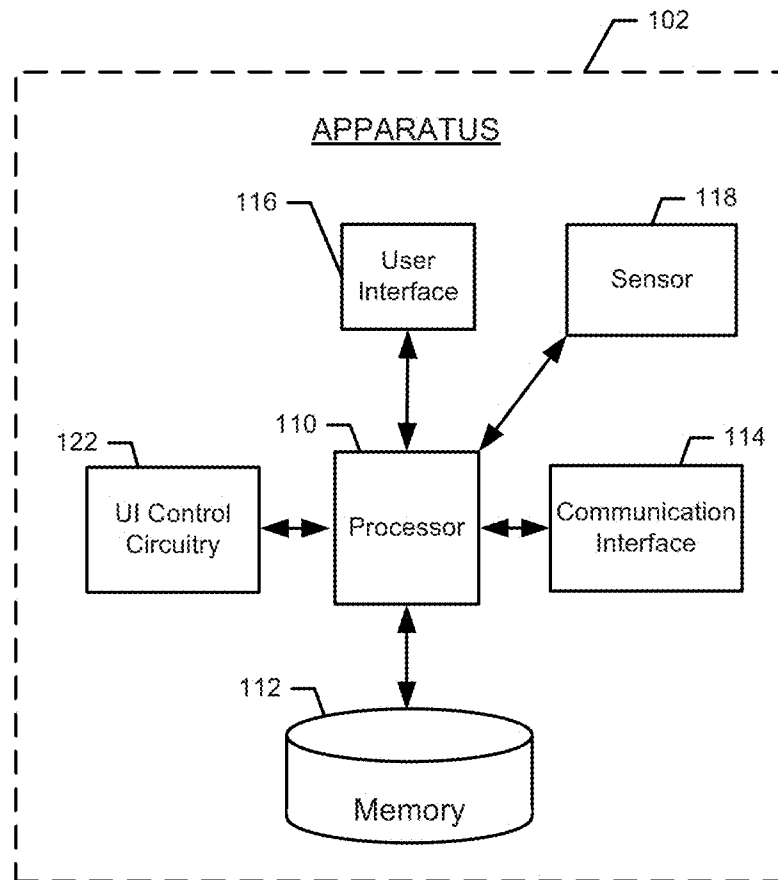 102
APPARATUS
116
User
Interface
118
Sensor
122
UI Control
Circuitry
110
Processor
114
Communication
Interface
112
Memory